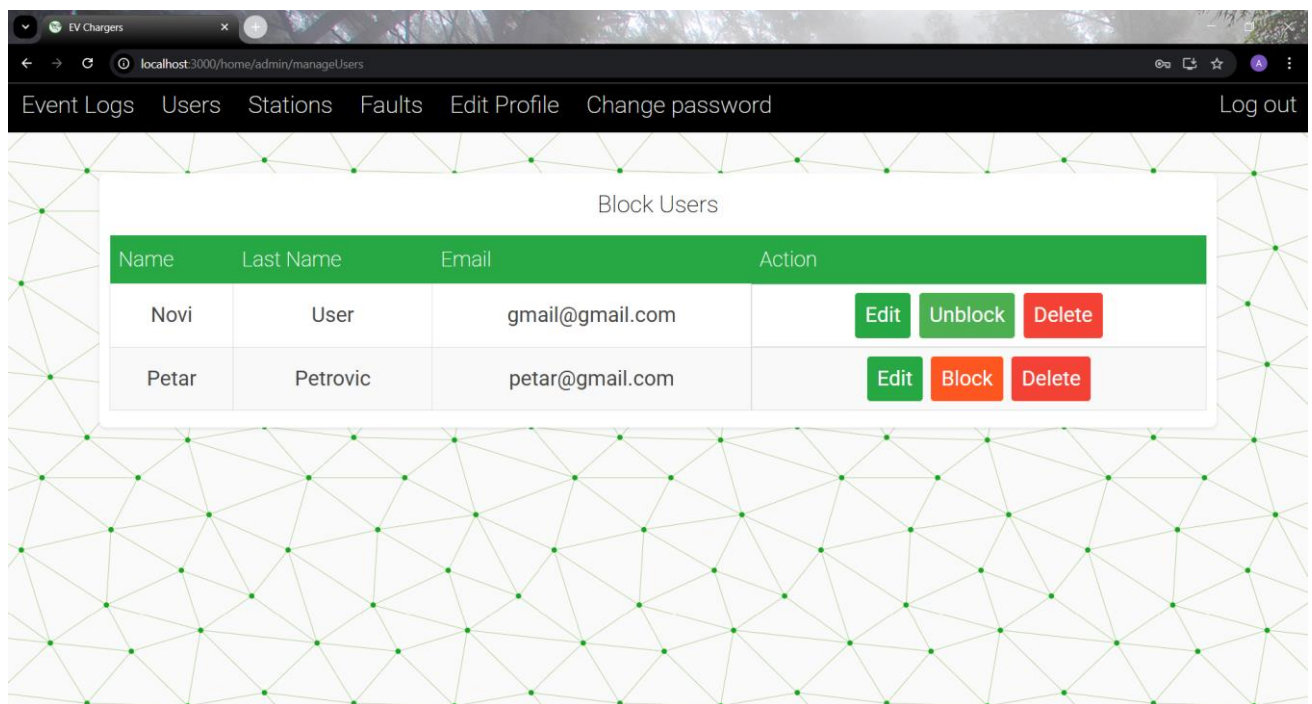 EV Chargers
localhost:3000/home/admin/manageUsers
A
Event Logs Users Stations Faults Edit Profile Change password Log out
Block Users
Name Last Name Email Action
Novi User gmail@gmail.com Edit Unblock Delete
Petar Petrovic petar@gmail.com Edit Block Delete